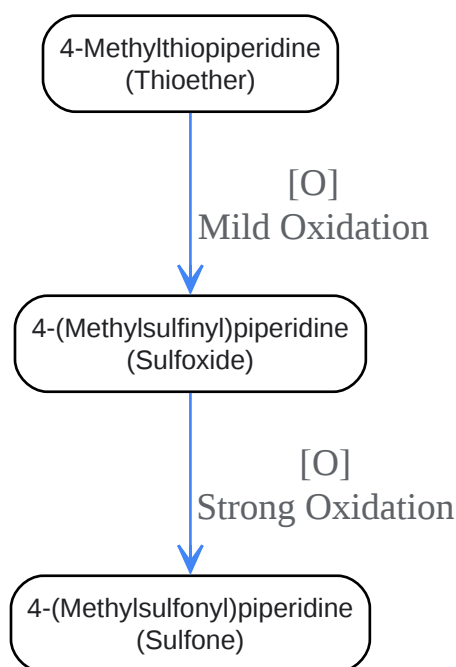 4-Methylthiopiperidine
(Thioether)
[O]
Mild Oxidation
4-(Methylsulfinyl)piperidine
(Sulfoxide)
[O]
Strong Oxidation
4-(Methylsulfonyl)piperidine
(Sulfone)